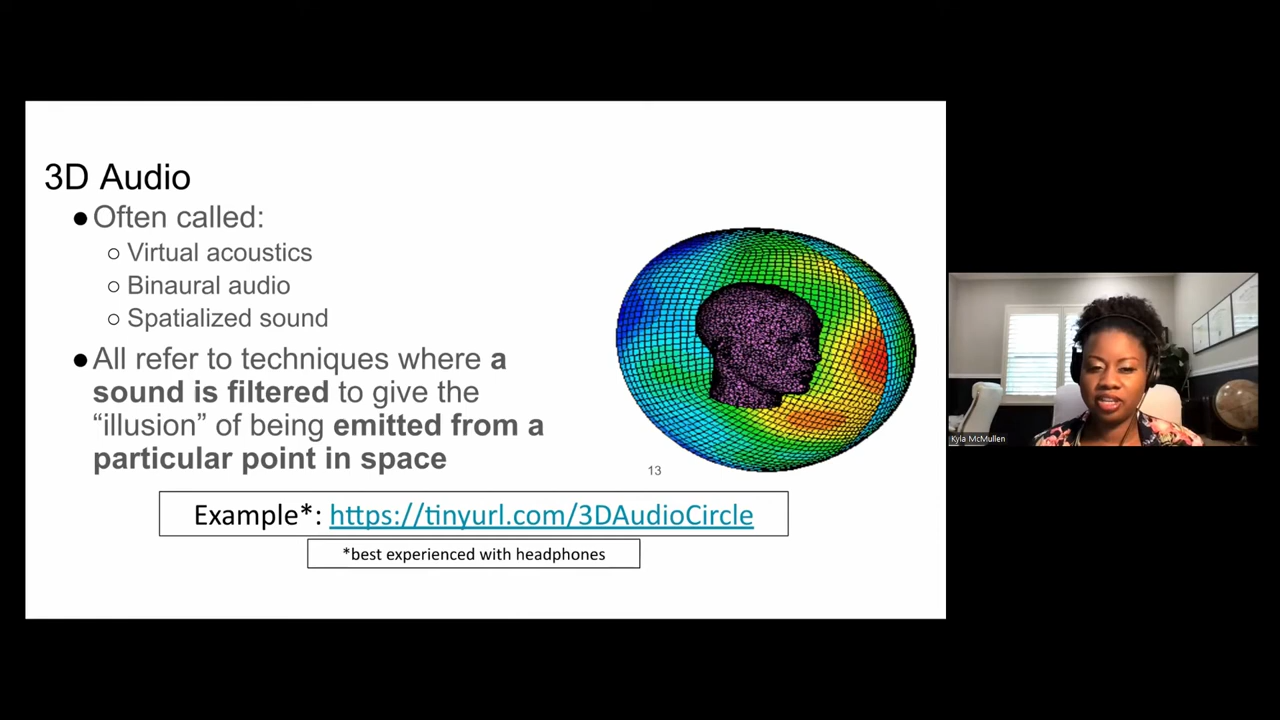 3D Audio
●Often called:
○ Virtual acoustics
○ Binaural audio
○ Spatialized sound
●All refer to techniques where a
sound is filtered to give the
“illusion” of being emitted from a
particular point in space
13
Example*: https://tinyurl.com/3DAudioCircle
*best experienced with headphones
Kyla McMullen